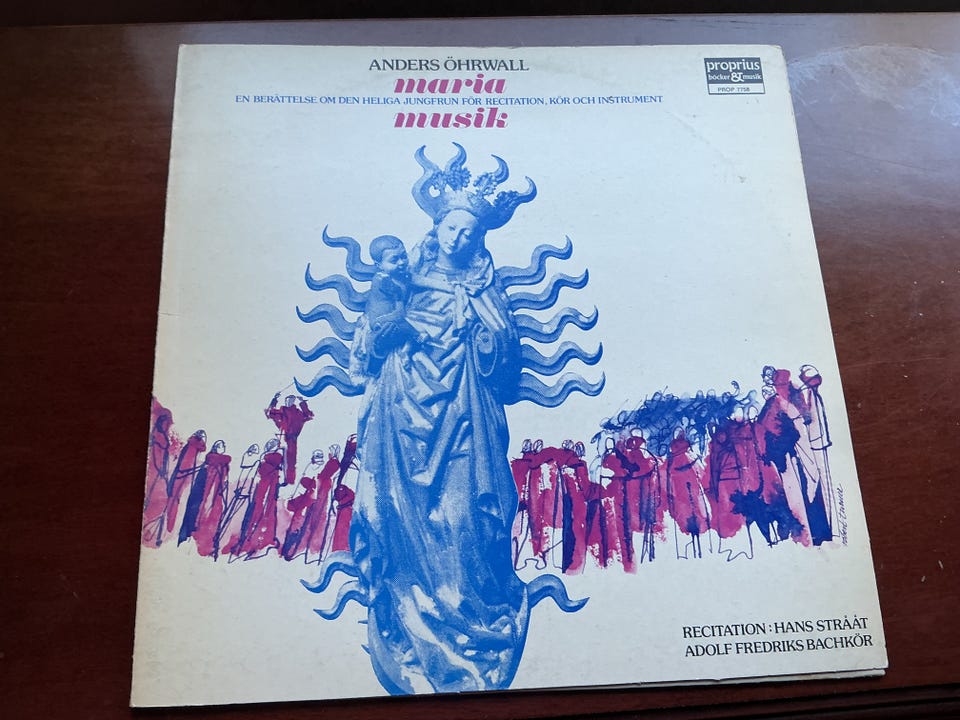 ANDERS ÖHRWALL
maria
EN BERÄTTELSE OM DEN HELIGA JUNGFRUN FÖR RECITATION, KÖR OCH INSTRUMENT
musik
proprius
böcker & musik
PROP 7758
RECITATION : HANS STRÅÅT
ADOLF FREDRIKS BACHKÖR